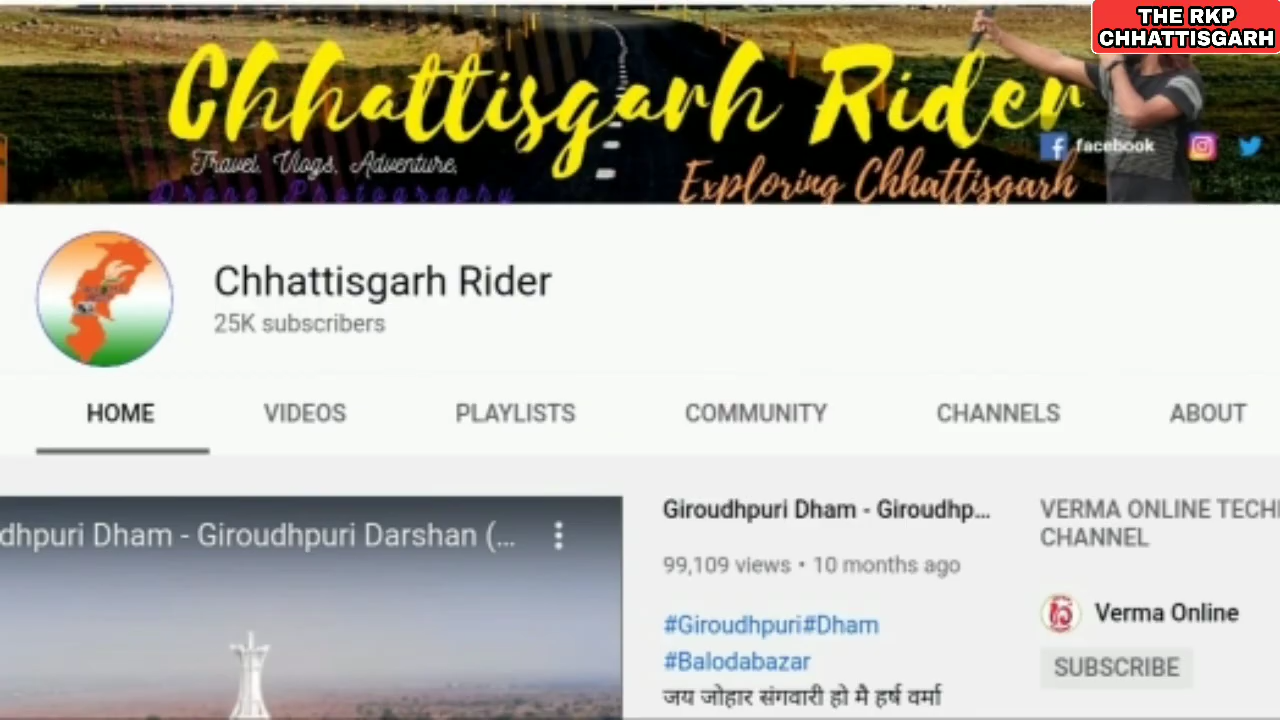 THE RKP
CHHATTISGARH
Chhattisgarh Rider
Travel, Vlogs, Adventure,
Drone Photography
Exploring Chhattisgarh
facebook
Chhattisgarh Rider
25K subscribers
HOME VIDEOS PLAYLISTS COMMUNITY CHANNELS ABOUT
dhpuri Dham - Giroudhpuri Darshan (...
Giroudhpuri Dham - Giroudhp...
99,109 views • 10 months ago
#Giroudhpuri#Dham
#Balodabazar
जय जोहार संगवारी हो मै हर्ष वर्मा
VERMA ONLINE TECH
CHANNEL
Verma Online
SUBSCRIBE